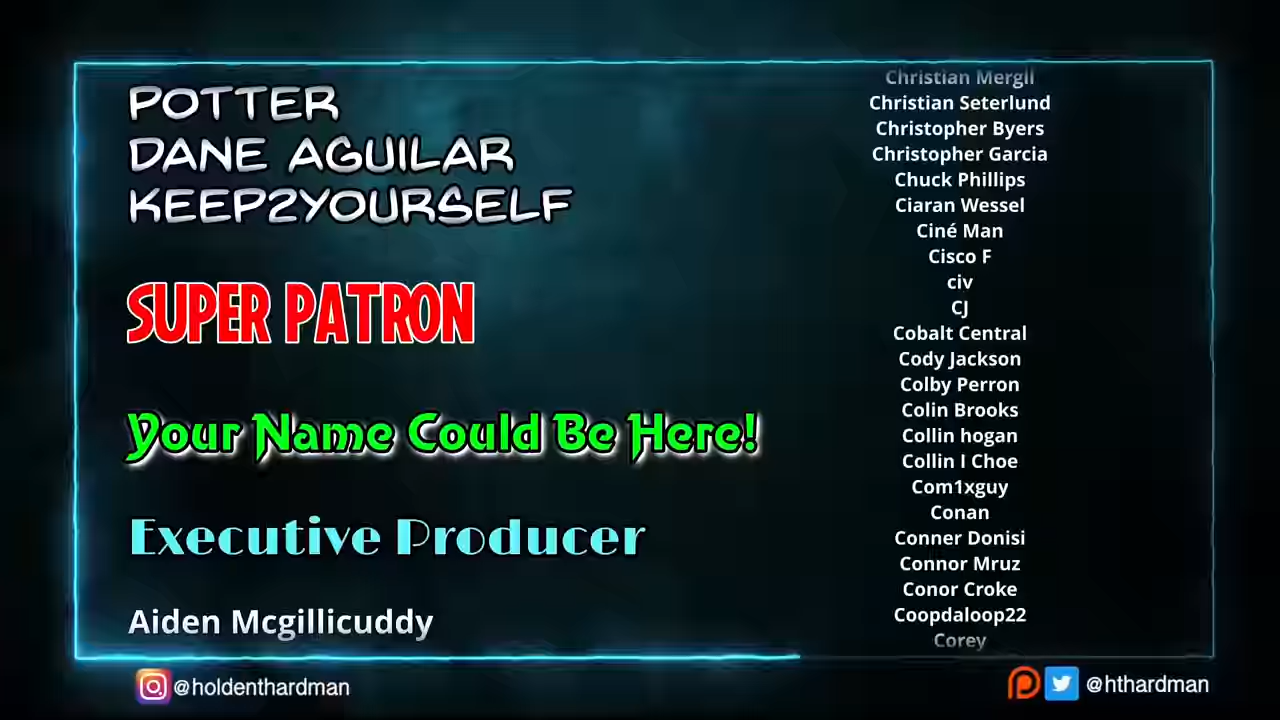 POTTER
DANE AGUILAR
KEEP2YOURSELF
SUPER PATRON
Your Name Could Be Here!
Executive Producer
Aiden Mcgillicuddy
Christian Mergil
Christian Seterlund
Christopher Byers
Christopher Garcia
Chuck Phillips
Ciaran Wessel
Ciné Man
Cisco F
civ
CJ
Cobalt Central
Cody Jackson
Colby Perron
Colin Brooks
Collin hogan
Collin I Choe
Com1xguy
Conan
Conner Donisi
Connor Mruz
Conor Croke
Coopdaloop22
Corey
@holdenthardman
@hthardman